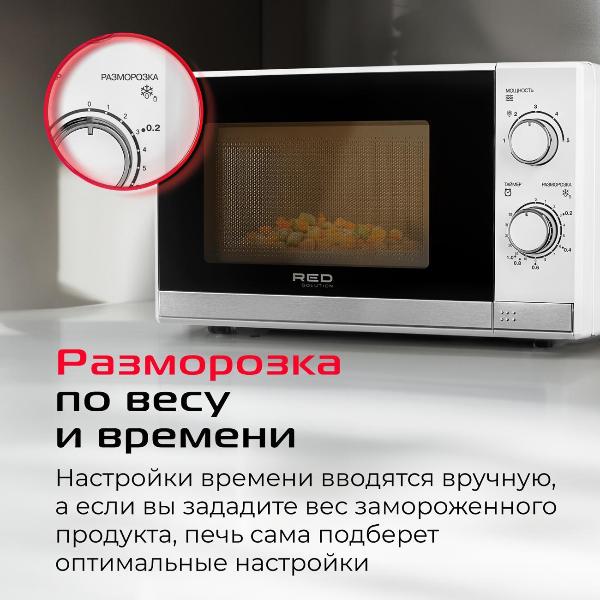 РАЗМОРОЗКА
0
1
2
3
0.2
4
5
МОЩНОСТЬ
1 2 3 4 5
ТАЙМЕР РАЗМОРОЗКА
0.2
0.4
0.6
0.8
1.0
RED
SOLUTION
Разморозка
по весу
и времени
Настройки времени вводятся вручную,
а если вы зададите вес замороженного
продукта, печь сама подберет
оптимальные настройки